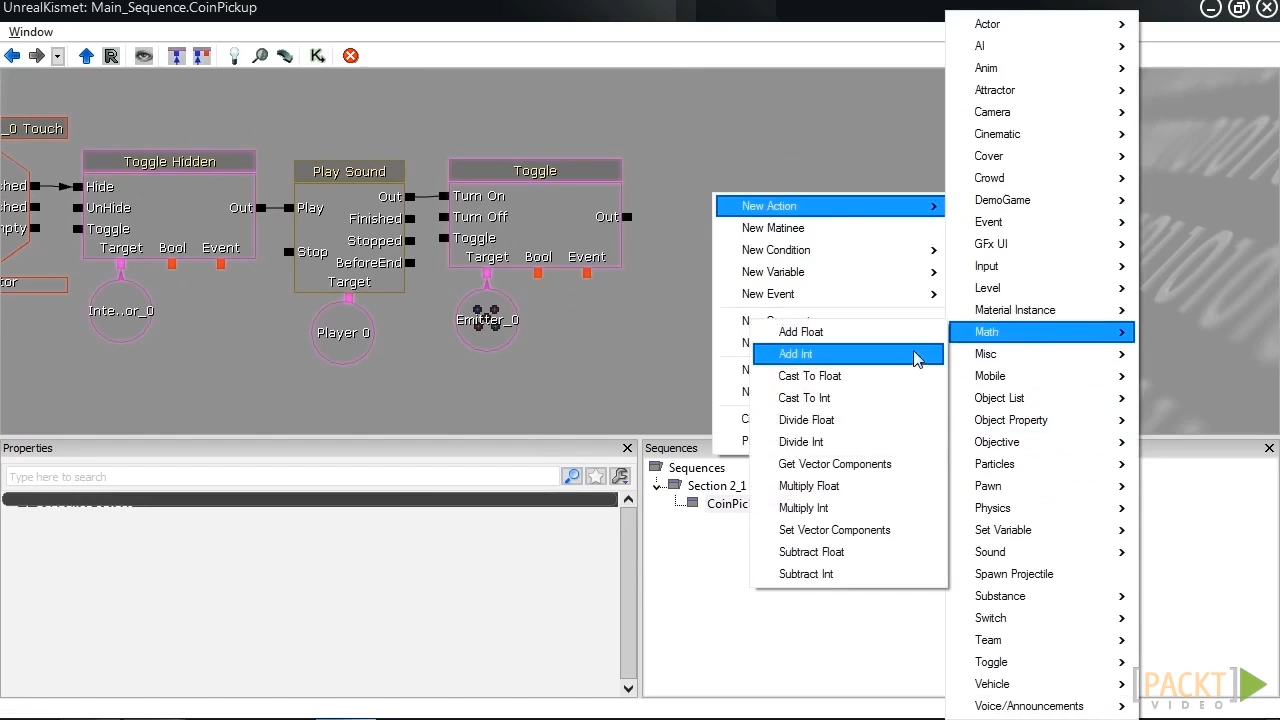 UnrealKismet: Main_Sequence.CoinPickup
Window
_0 Touch
Toggle Hidden
Play Sound
Toggle
hed
Hide
hed
UnHide
Out
npty
Toggle
Target Bool Event
Play
Out
Finished
Stopped
Stop
BeforeEnd
Target
Turn On
Turn Off
Out
Toggle
Target Bool Event
tor
Inte..or_0
Player 0
Emitter_0
New Action
New Matinee
New Condition
New Variable
New Event
Add Float
Add Int
Cast To Float
Cast To Int
Divide Float
Divide Int
Get Vector Components
Multiply Float
Multiply Int
Set Vector Components
Subtract Float
Subtract Int
Actor
AI
Anim
Attractor
Camera
Cinematic
Cover
Crowd
DemoGame
Event
GFx UI
Input
Level
Material Instance
Math
Misc
Mobile
Object List
Object Property
Objective
Particles
Pawn
Physics
Set Variable
Sound
Spawn Projectile
Substance
Switch
Team
Toggle
Vehicle
Voice/Announcements
Properties
Type here to search
Sequences
Sequences
Section 2_1
CoinPic
[PACKT]
VIDEO